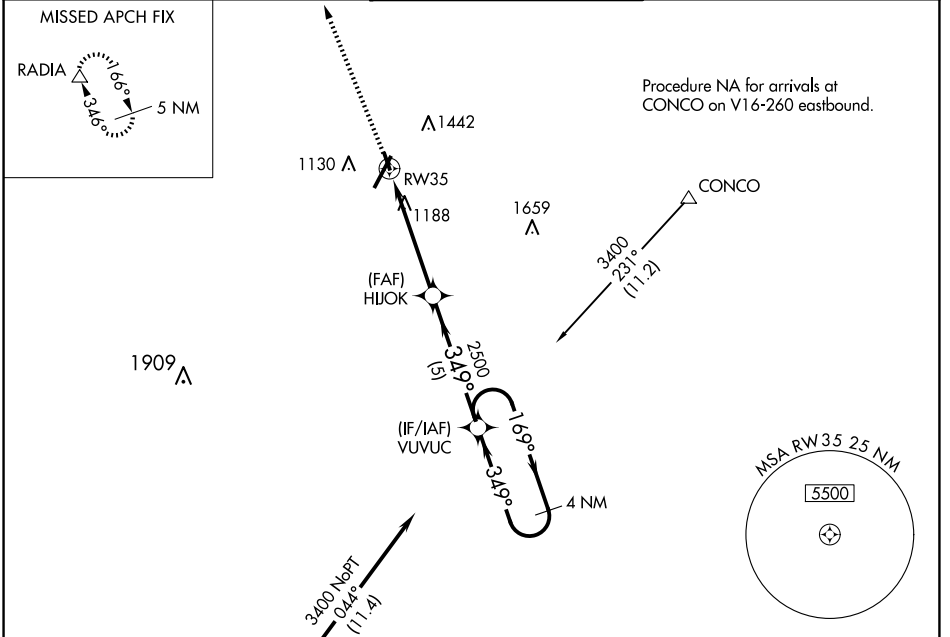 MISSED APCH FIX
RADIA
166°
346°
5 NM
Procedure NA for arrivals at
CONCO on V16-260 eastbound.
1442
1130
RW35
1188
1659
CONCO
3400
231°
(11.2)
(FAF)
HIJOK
2500
349°
(5)
1909
(IF/IAF)
VUVUC
169°
349°
4 NM
MSA RW35 25 NM
5500
3400 NoPT
044°
(11.4)